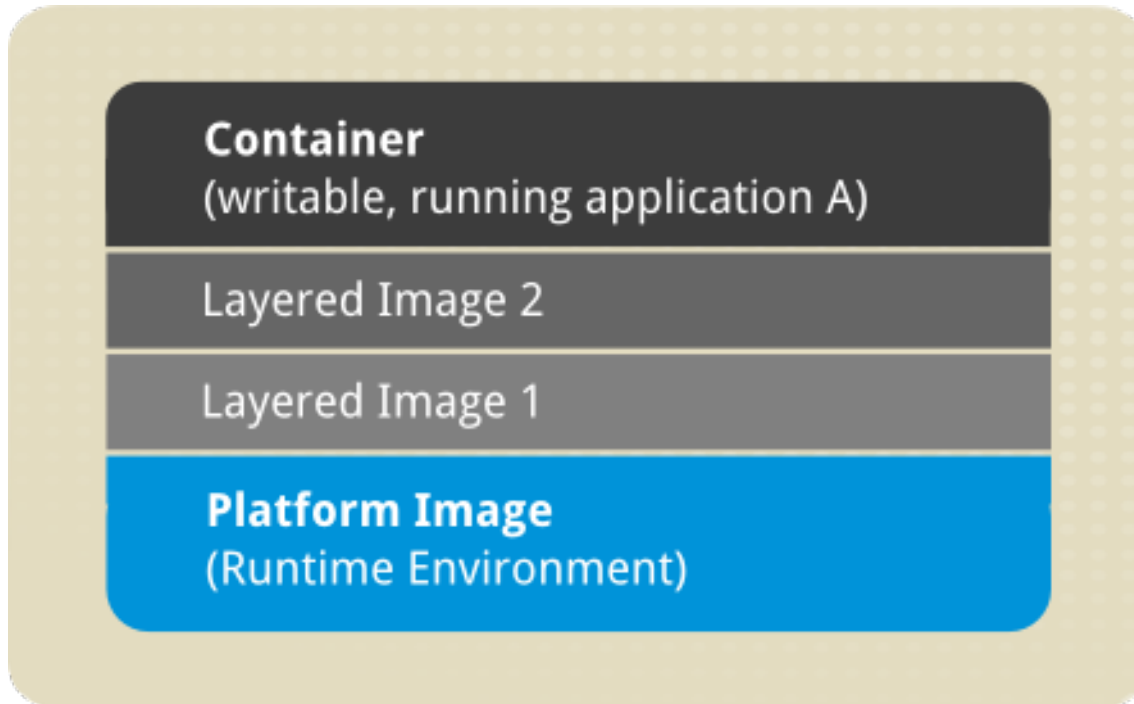 Container
(writable, running application A)
Layered Image 2
Layered Image 1
Platform Image
(Runtime Environment)